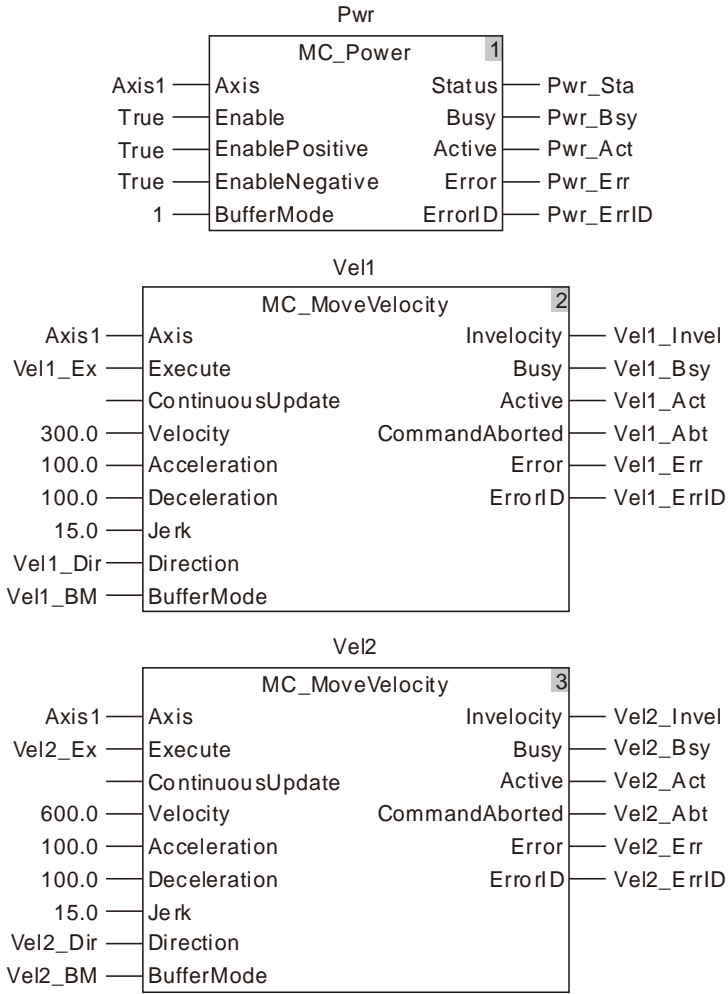 Pwr
MC_Power 1
Axis1 Axis Status Pwr_Sta
True Enable Busy Pwr_Bsy
True EnablePositive Active Pwr_Act
True EnableNegative Error Pwr_Err
1 BufferMode ErrorID Pwr_ErrID
Vel1
MC_MoveVelocity 2
Axis1 Axis Invelocity Vel1_Invel
Vel1_Ex Execute Busy Vel1_Bsy
ContinuousUpdate Active Vel1_Act
300.0 Velocity CommandAborted Vel1_Abt
100.0 Acceleration Error Vel1_Err
100.0 Deceleration ErrorID Vel1_ErrID
15.0 Jerk
Vel1_Dir Direction
Vel1_BM BufferMode
Vel2
MC_MoveVelocity 3
Axis1 Axis Invelocity Vel2_Invel
Vel2_Ex Execute Busy Vel2_Bsy
ContinuousUpdate Active Vel2_Act
600.0 Velocity CommandAborted Vel2_Abt
100.0 Acceleration Error Vel2_Err
100.0 Deceleration ErrorID Vel2_ErrID
15.0 Jerk
Vel2_Dir Direction
Vel2_BM BufferMode